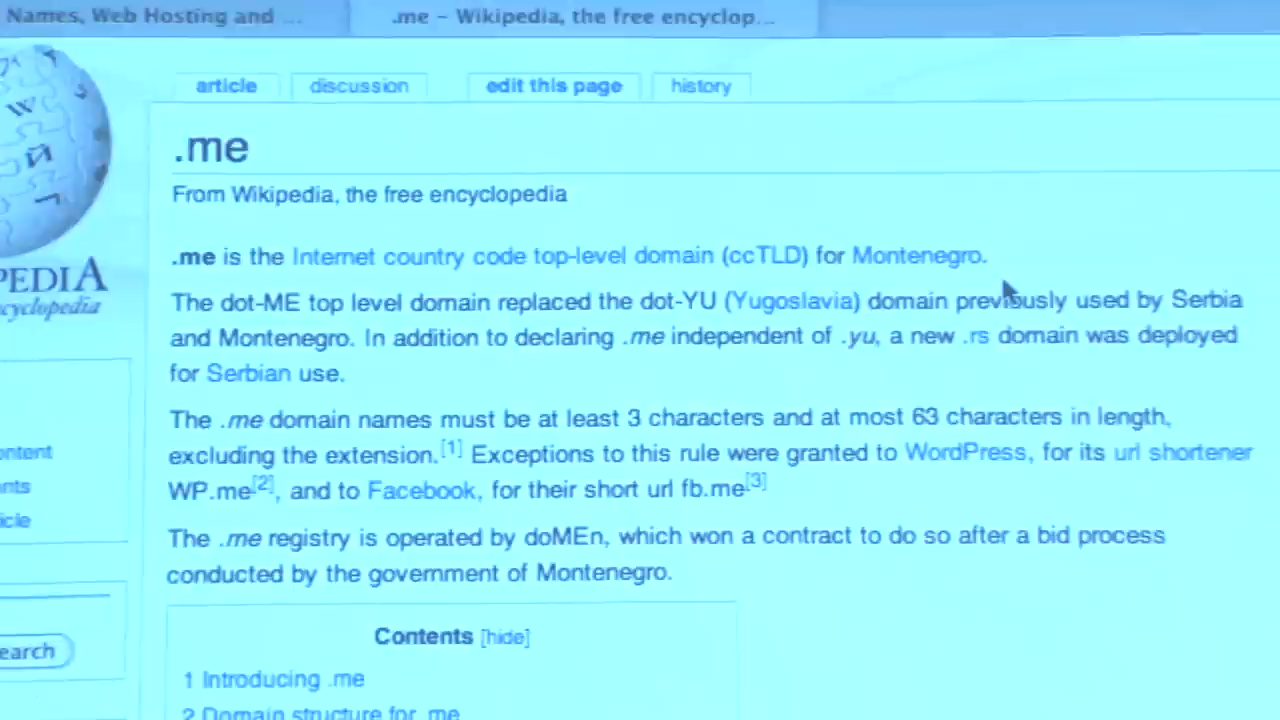 Names, Web Hosting and ...
.me – Wikipedia, the free encyclop...
article discussion edit this page history
.me
From Wikipedia, the free encyclopedia
.me is the Internet country code top-level domain (ccTLD) for Montenegro.
PEDIA
The dot-ME top level domain replaced the dot-YU (Yugoslavia) domain previously used by Serbia
cyclopedia
and Montenegro. In addition to declaring .me independent of .yu, a new .rs domain was deployed
for Serbian use.
The .me domain names must be at least 3 characters and at most 63 characters in length,
ontent
excluding the extension.[1] Exceptions to this rule were granted to WordPress, for its url shortener
nts
WP.me[2], and to Facebook, for their short url fb.me[3]
icle
The .me registry is operated by doMEn, which won a contract to do so after a bid process
conducted by the government of Montenegro.
Contents [hide]
earch
1 Introducing .me
2 Domain structure for .me